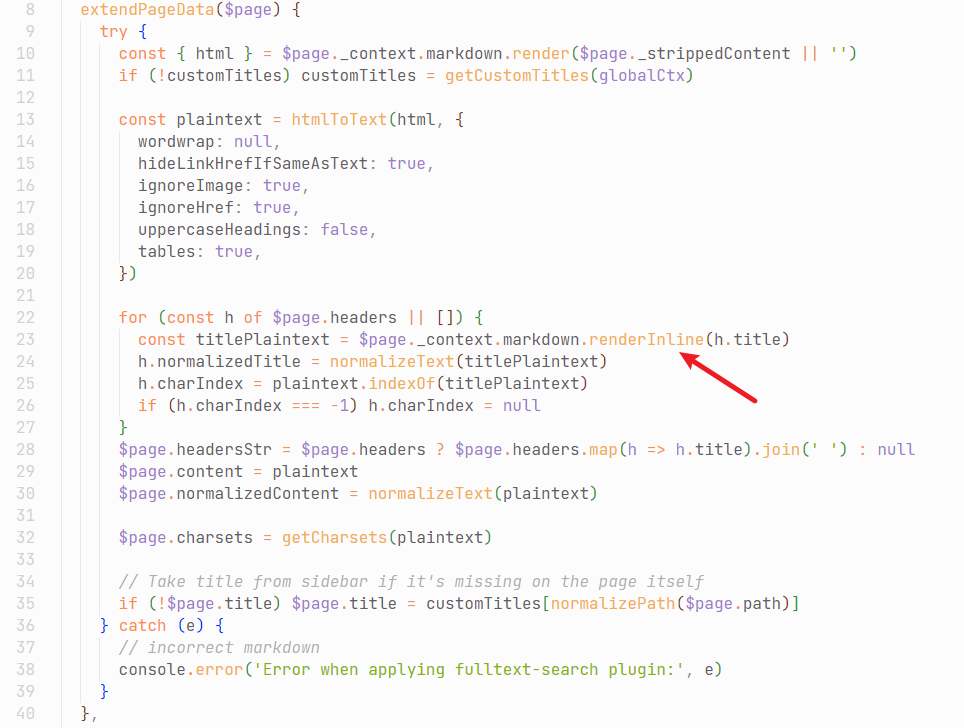 8 extendPageData($page) {
9 try {
10 const { html } = $page._context.markdown.render($page._strippedContent || '')
11 if (!customTitles) customTitles = getCustomTitles(globalCtx)
12
13 const plaintext = htmlToText(html, {
14 wordwrap: null,
15 hideLinkHrefIfSameAsText: true,
16 ignoreImage: true,
17 ignoreHref: true,
18 uppercaseHeadings: false,
19 tables: true,
20 })
21
22 for (const h of $page.headers || []) {
23 const titlePlaintext = $page._context.markdown.renderInline(h.title)
24 h.normalizedTitle = normalizeText(titlePlaintext)
25 h.charIndex = plaintext.indexOf(titlePlaintext)
26 if (h.charIndex === -1) h.charIndex = null
27 }
28 $page.headersStr = $page.headers ? $page.headers.map(h => h.title).join(' ') : null
29 $page.content = plaintext
30 $page.normalizedContent = normalizeText(plaintext)
31
32 $page.charsets = getCharsets(plaintext)
33
34 // Take title from sidebar if it's missing on the page itself
35 if (!$page.title) $page.title = customTitles[normalizePath($page.path)]
36 } catch (e) {
37 // incorrect markdown
38 console.error('Error when applying fulltext-search plugin:', e)
39 }
40 },